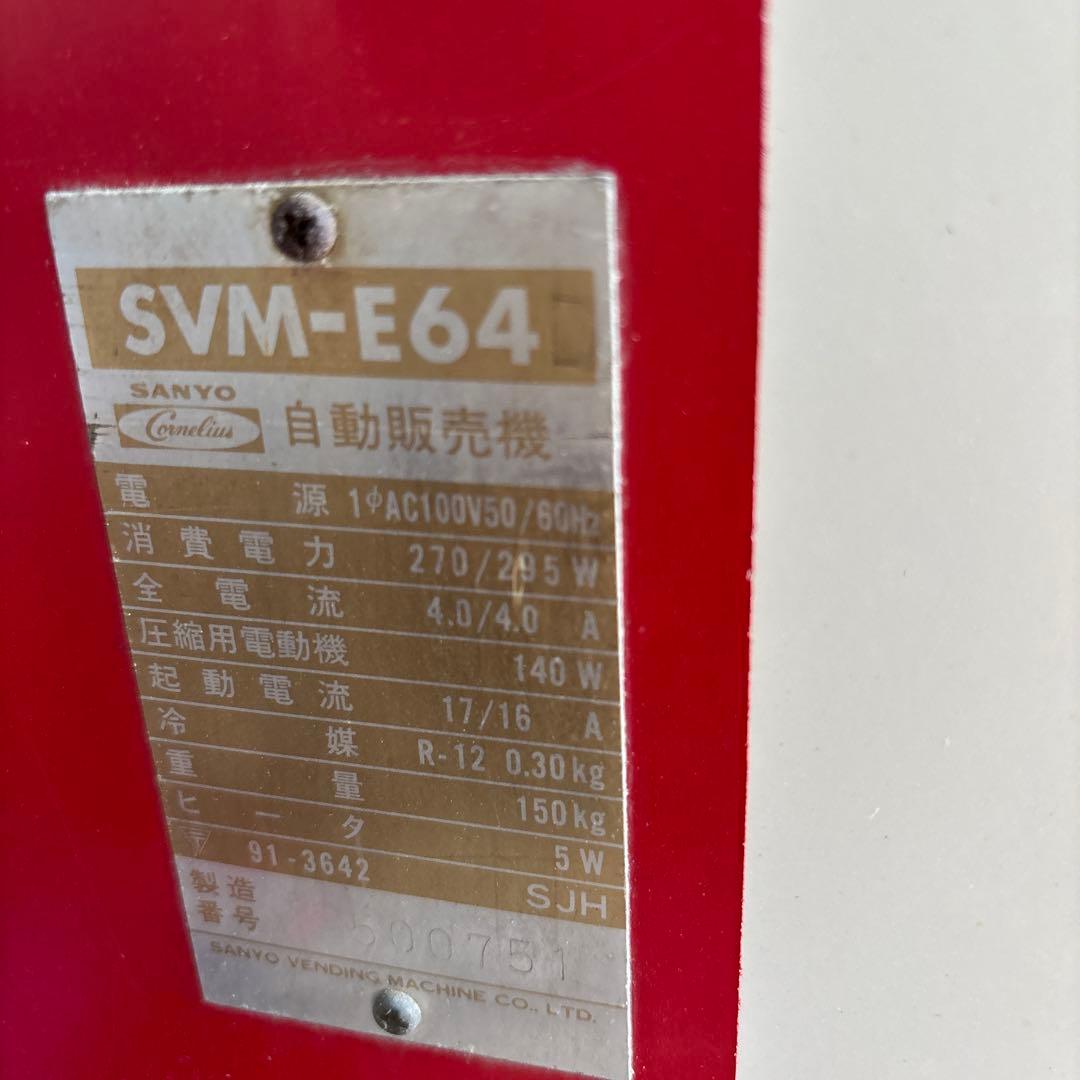 SVM-E64
SANYO
Cornelius 自動販売機
電源 1φAC100V50/60Hz
消費電力 270/295 W
全電流 4.0/4.0 A
圧縮用電動機 140 W
起動電流 17/16 A
冷媒 R-12 0.30kg
重量 150kg
ヒータ 5 W
〒 91-3642 SJH
製造番号 500751
SANYO VENDING MACHINE CO., LTD.